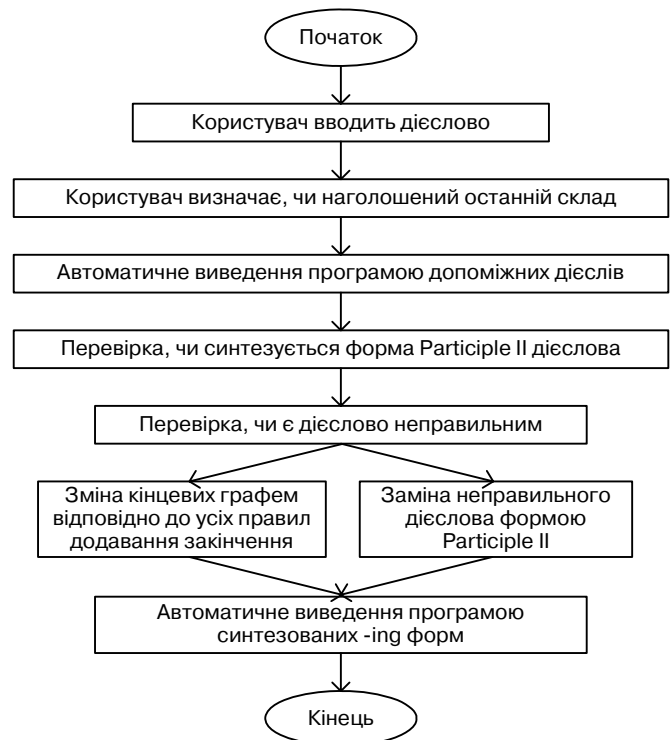 Початок
Користувач вводить дієслово
Користувач визначає, чи наголошений останній склад
Автоматичне виведення програмою допоміжних дієслів
Перевірка, чи синтезується форма Participle II дієслова
Перевірка, чи є дієслово неправильним
Зміна кінцевих графем
відповідно до усіх правил
додавання закінчення
Заміна неправильного
дієслова формою
Participle II
Автоматичне виведення програмою
синтезованих -ing форм
Кінець